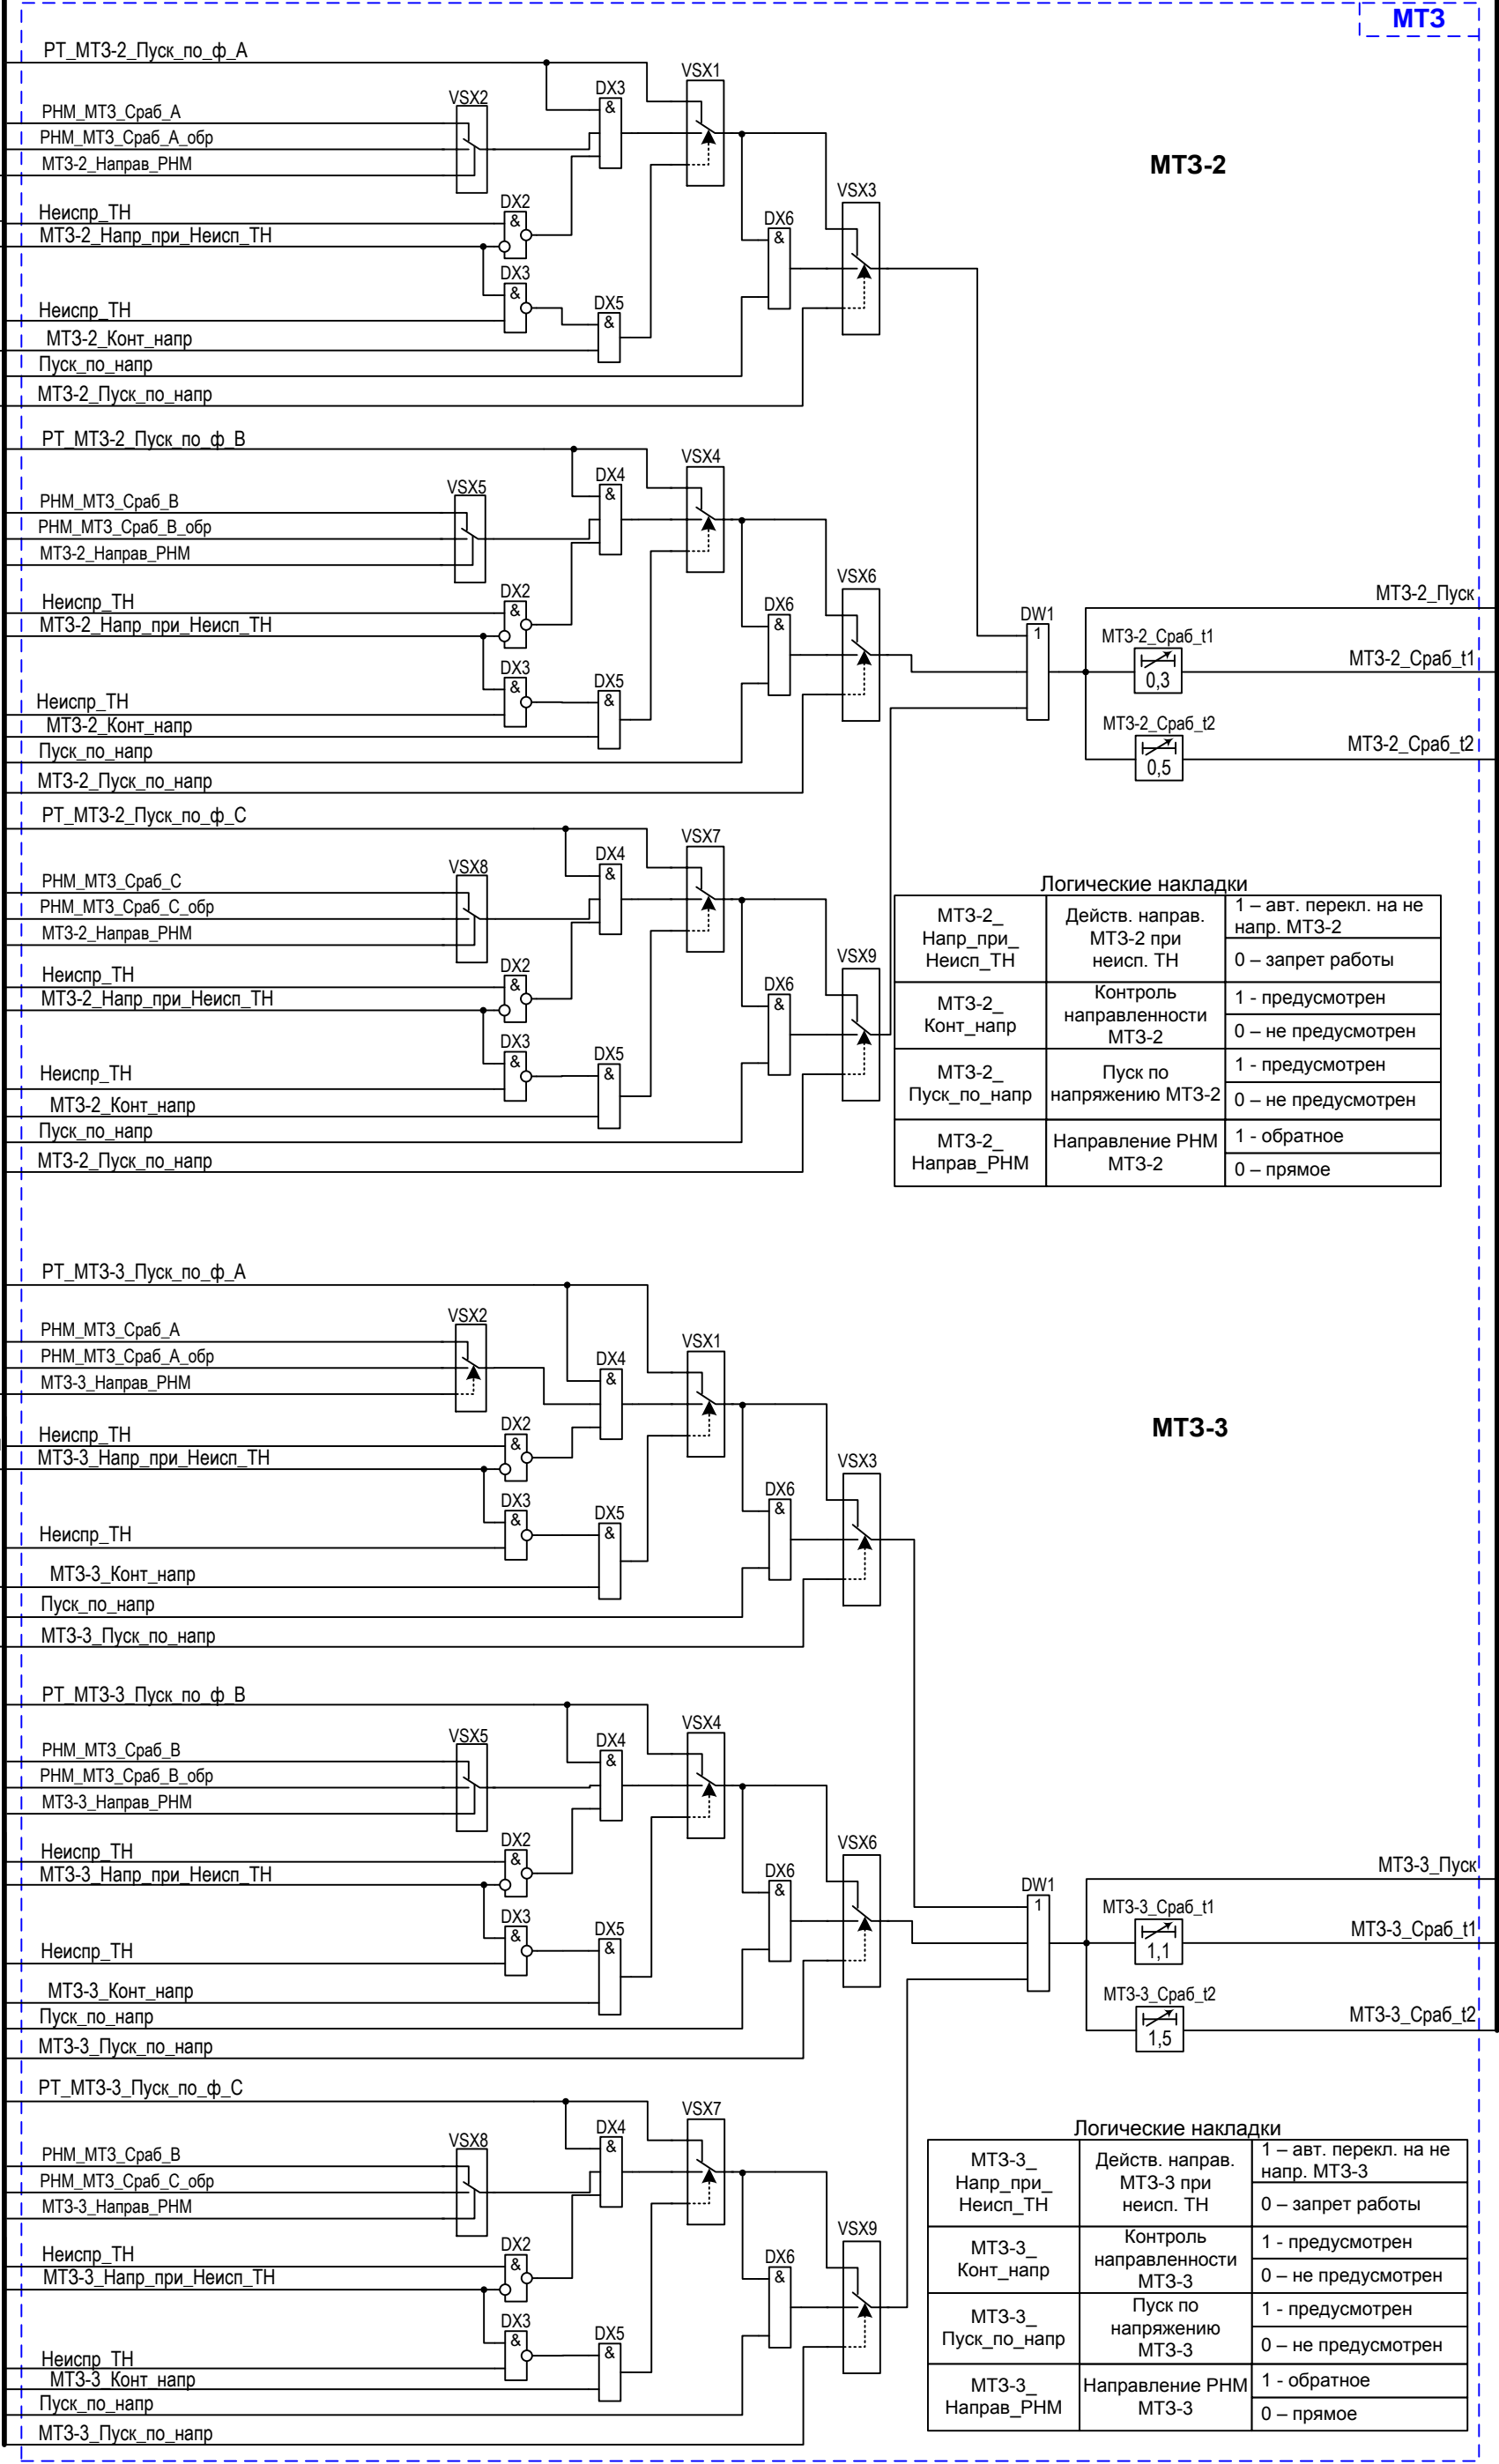 МТЗ
РТ_МТЗ-2_Пуск_по_ф_А
VSX1
DX3
&
VSX2
РНМ_МТЗ_Сраб_А
РНМ_МТЗ_Сраб_А_обр
МТЗ-2_Направ_РНМ
МТЗ-2
VSX3
DX2
&
Неиспр_ТН
МТЗ-2_Напр_при_Неисп_ТН
DX6
&
DX3
&
DX5
&
Неиспр_ТН
МТЗ-2_Конт_напр
Пуск_по_напр
МТЗ-2_Пуск_по_напр
РТ_МТЗ-2_Пуск_по_ф_В
VSX4
DX4
&
VSX5
РНМ_МТЗ_Сраб_В
РНМ_МТЗ_Сраб_В_обр
МТЗ-2_Направ_РНМ
VSX6
DX2
&
Неиспр_ТН
МТЗ-2_Напр_при_Неисп_ТН
DX6
&
DX3
&
DX5
&
Неиспр_ТН
МТЗ-2_Конт_напр
Пуск_по_напр
МТЗ-2_Пуск_по_напр
DW1
1
МТЗ-2_Пуск
МТЗ-2_Сраб_t1
0,3
МТЗ-2_Сраб_t1
МТЗ-2_Сраб_t2
0,5
МТЗ-2_Сраб_t2
РТ_МТЗ-2_Пуск_по_ф_С
VSX7
DX4
&
VSX8
РНМ_МТЗ_Сраб_С
РНМ_МТЗ_Сраб_С_обр
МТЗ-2_Направ_РНМ
VSX9
DX2
&
Неиспр_ТН
МТЗ-2_Напр_при_Неисп_ТН
DX6
&
DX3
&
DX5
&
Неиспр_ТН
МТЗ-2_Конт_напр
Пуск_по_напр
МТЗ-2_Пуск_по_напр
Логические накладки
МТЗ-2_
Напр_при_
Неисп_ТН
Действ. направ.
МТЗ-2 при
неисп. ТН
1 – авт. перекл. на не
напр. МТЗ-2
0 – запрет работы
МТЗ-2_
Конт_напр
Контроль
направленности
МТЗ-2
1 - предусмотрен
0 – не предусмотрен
МТЗ-2_
Пуск_по_напр
Пуск по
напряжению МТЗ-2
1 - предусмотрен
0 – не предусмотрен
МТЗ-2_
Направ_РНМ
Направление РНМ
МТЗ-2
1 - обратное
0 – прямое
РТ_МТЗ-3_Пуск_по_ф_А
VSX1
DX4
&
VSX2
РНМ_МТЗ_Сраб_А
РНМ_МТЗ_Сраб_А_обр
МТЗ-3_Направ_РНМ
МТЗ-3
VSX3
DX2
&
Неиспр_ТН
МТЗ-3_Напр_при_Неисп_ТН
DX6
&
DX3
&
DX5
&
Неиспр_ТН
МТЗ-3_Конт_напр
Пуск_по_напр
МТЗ-3_Пуск_по_напр
РТ_МТЗ-3_Пуск_по_ф_В
VSX4
DX4
&
VSX5
РНМ_МТЗ_Сраб_В
РНМ_МТЗ_Сраб_В_обр
МТЗ-3_Направ_РНМ
VSX6
DX2
&
Неиспр_ТН
МТЗ-3_Напр_при_Неисп_ТН
DX6
&
DX3
&
DX5
&
Неиспр_ТН
МТЗ-3_Конт_напр
Пуск_по_напр
МТЗ-3_Пуск_по_напр
DW1
1
МТЗ-3_Пуск
МТЗ-3_Сраб_t1
1,1
МТЗ-3_Сраб_t1
МТЗ-3_Сраб_t2
1,5
МТЗ-3_Сраб_t2
РТ_МТЗ-3_Пуск_по_ф_С
VSX7
DX4
&
VSX8
РНМ_МТЗ_Сраб_В
РНМ_МТЗ_Сраб_С_обр
МТЗ-3_Направ_РНМ
VSX9
DX2
&
Неиспр_ТН
МТЗ-3_Напр_при_Неисп_ТН
DX6
&
DX3
&
DX5
&
Неиспр_ТН
МТЗ-3_Конт_напр
Пуск_по_напр
МТЗ-3_Пуск_по_напр
Логические накладки
МТЗ-3_
Напр_при_
Неисп_ТН
Действ. направ.
МТЗ-3 при
неисп. ТН
1 – авт. перекл. на не
напр. МТЗ-3
0 – запрет работы
МТЗ-3_
Конт_напр
Контроль
направленности
МТЗ-3
1 - предусмотрен
0 – не предусмотрен
МТЗ-3_
Пуск_по_напр
Пуск по
напряжению
МТЗ-3
1 - предусмотрен
0 – не предусмотрен
МТЗ-3_
Направ_РНМ
Направление РНМ
МТЗ-3
1 - обратное
0 – прямое